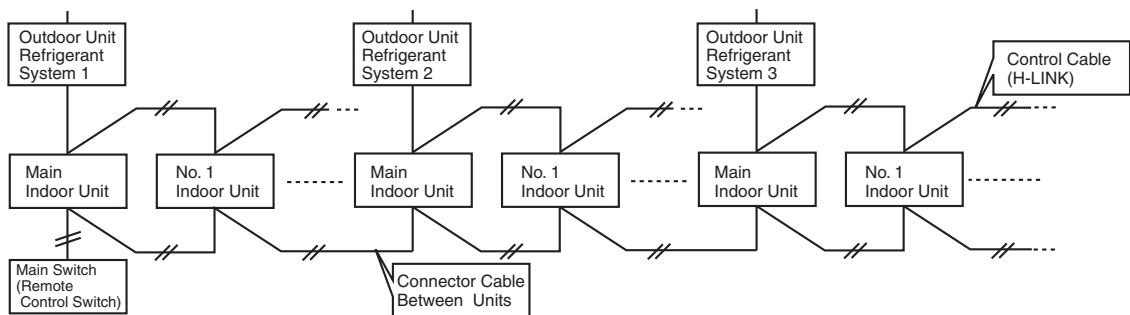 Outdoor Unit
Refrigerant
System 1
Outdoor Unit
Refrigerant
System 2
Outdoor Unit
Refrigerant
System 3
Control Cable
(H-LINK)
Main
Indoor Unit
No. 1
Indoor Unit
Main
Indoor Unit
No. 1
Indoor Unit
Main
Indoor Unit
No. 1
Indoor Unit
Main Switch
(Remote
Control Switch)
Connector Cable
Between Units